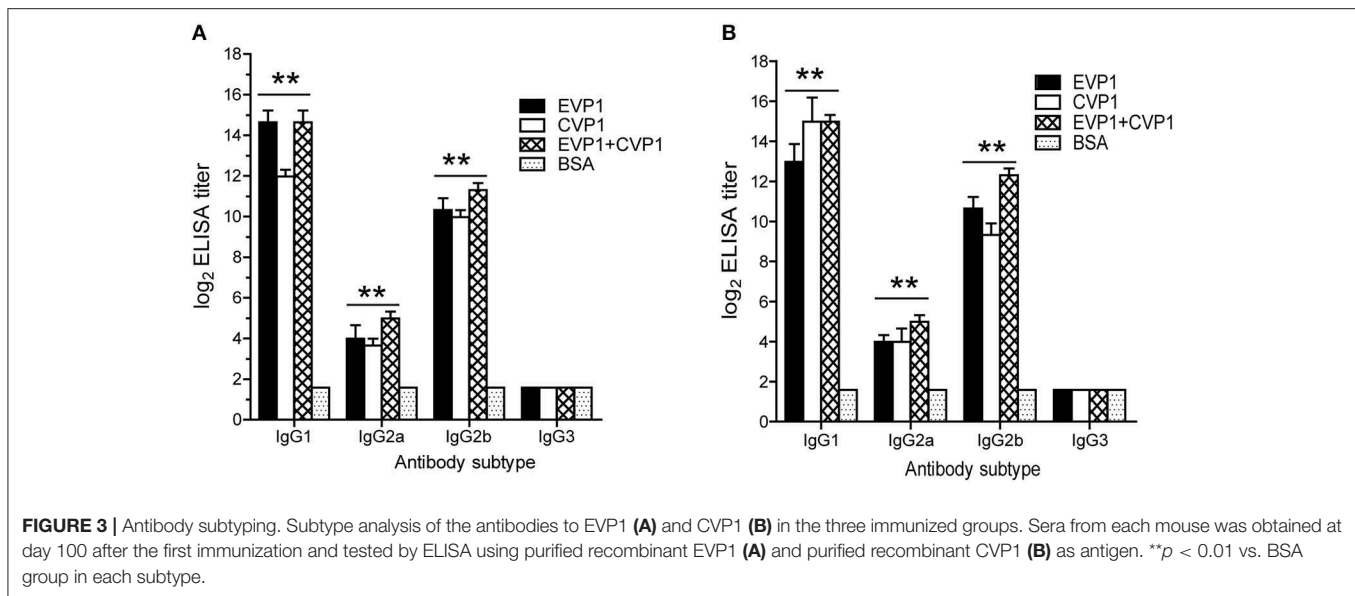 A
18
16
14
12
10
8
6
4
2
0
log₂ ELISA titer
**
**
**
EVP1
CVP1
EVP1+CVP1
BSA
IgG1 IgG2a IgG2b IgG3
Antibody subtype
B
18
16
14
12
10
8
6
4
2
0
log₂ ELISA titer
**
**
**
EVP1
CVP1
EVP1+CVP1
BSA
IgG1 IgG2a IgG2b IgG3
Antibody subtype
FIGURE 3 | Antibody subtyping. Subtype analysis of the antibodies to EVP1 (A) and CVP1 (B) in the three immunized groups. Sera from each mouse was obtained at
day 100 after the first immunization and tested by ELISA using purified recombinant EVP1 (A) and purified recombinant CVP1 (B) as antigen. **p < 0.01 vs. BSA
group in each subtype.